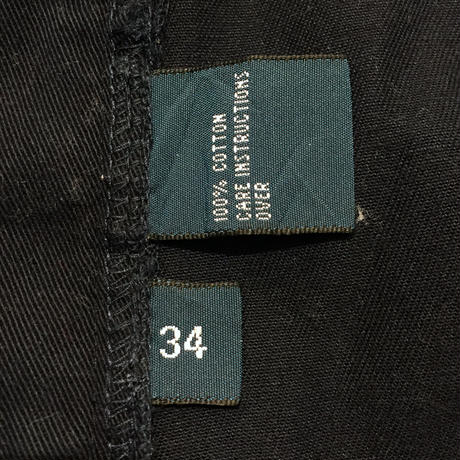 100% COTTON
CARE INSTRUCTIONS
OVER
34